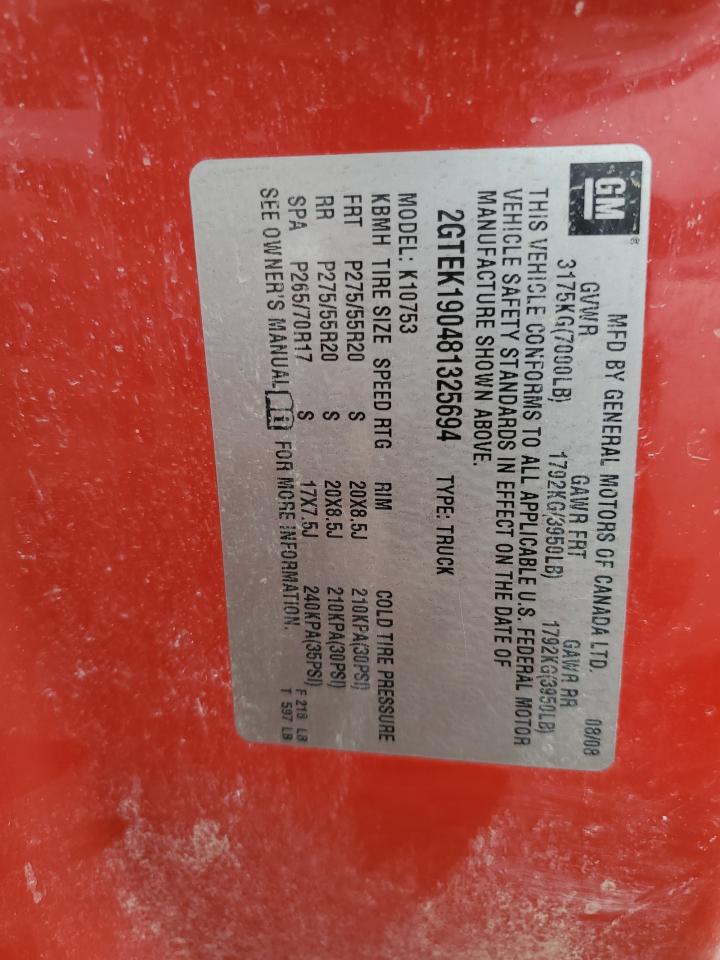 GM®
MFD BY GENERAL MOTORS OF CANADA LTD.
08/08
GVWR GAWR FRT GAWR RR
3175KG(7000LB) 1792KG(3950LB) 1792KG(3950LB)
THIS VEHICLE CONFORMS TO ALL APPLICABLE U.S. FEDERAL MOTOR
VEHICLE SAFETY STANDARDS IN EFFECT ON THE DATE OF
MANUFACTURE SHOWN ABOVE.
2GTEK190481325694 TYPE: TRUCK
MODEL: K10753
KBMH TIRE SIZE SPEED RTG RIM COLD TIRE PRESSURE
FRT P275/55R20 S 20X8.5J 210KPA(30PSI)
RR P275/55R20 S 20X8.5J 210KPA(30PSI)
SPA P265/70R17 S 17X7.5J 240KPA(35PSI)
SEE OWNER'S MANUAL FOR MORE INFORMATION.
F 218 LB
T 597 LB